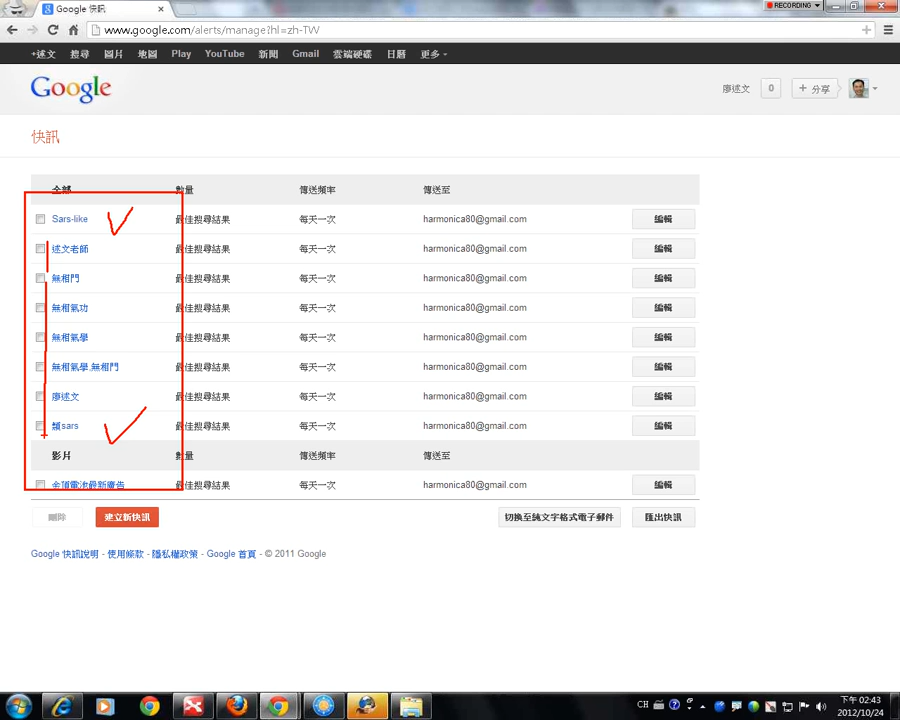 Google 快訊
RECORDING
www.google.com/alerts/manage?hl=zh-TW
+述文 搜尋 圖片 地圖 Play YouTube 新聞 Gmail 雲端硬碟 日曆 更多
Google 廖述文 0 + 分享
快訊
全部 數量 傳送頻率 傳送至
Sars-like 最佳搜尋結果 每天一次 harmonica80@gmail.com 編輯
述文老師 最佳搜尋結果 每天一次 harmonica80@gmail.com 編輯
無相門 最佳搜尋結果 每天一次 harmonica80@gmail.com 編輯
無相氣功 最佳搜尋結果 每天一次 harmonica80@gmail.com 編輯
無相氣學 最佳搜尋結果 每天一次 harmonica80@gmail.com 編輯
無相氣學.無相門 最佳搜尋結果 每天一次 harmonica80@gmail.com 編輯
廖述文 最佳搜尋結果 每天一次 harmonica80@gmail.com 編輯
類sars 最佳搜尋結果 每天一次 harmonica80@gmail.com 編輯
影片 數量 傳送頻率 傳送至
金頂電池最新廣告 最佳搜尋結果 每天一次 harmonica80@gmail.com 編輯
刪除 建立新快訊 切換至純文字格式電子郵件 匯出快訊
Google 快訊說明 - 使用條款 - 隱私權政策 - Google 首頁 - © 2011 Google
CH 下午 02:43
2012/10/24